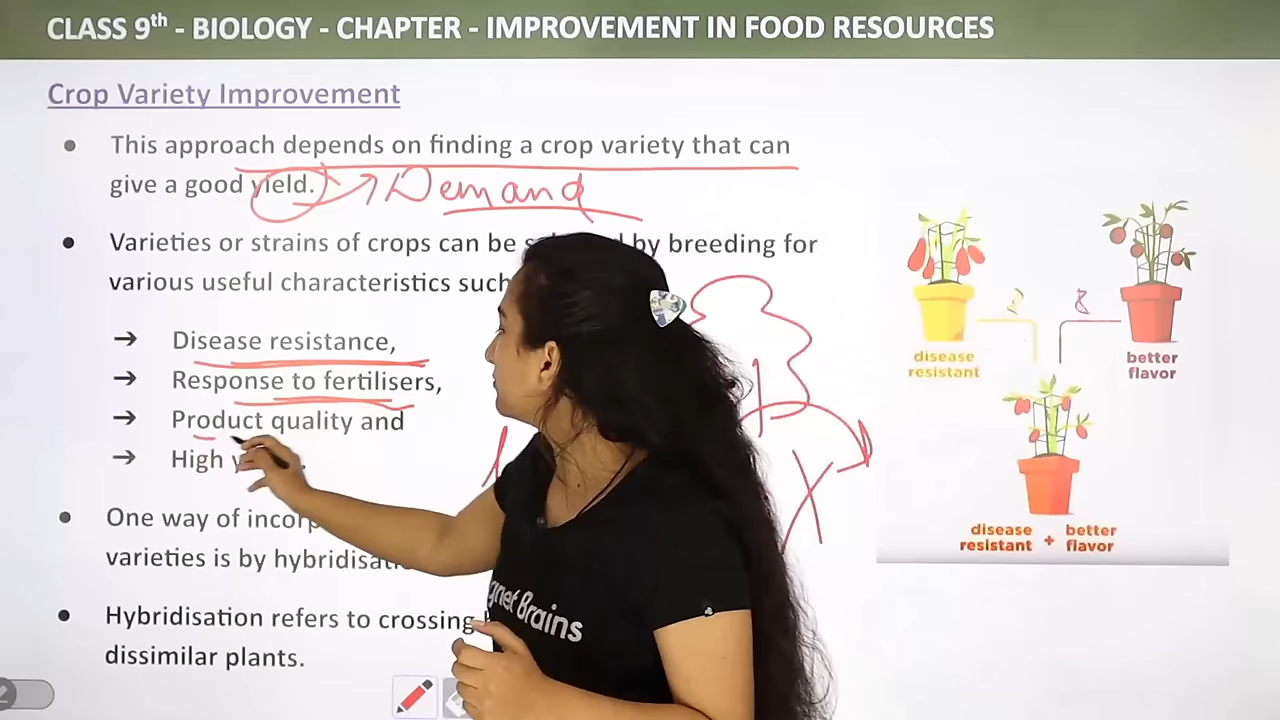 CLASS 9th - BIOLOGY - CHAPTER - IMPROVEMENT IN FOOD RESOURCES
Crop Variety Improvement
• This approach depends on finding a crop variety that can
give a good yield. Demand
• Varieties or strains of crops can be by breeding for
various useful characteristics such
→ Disease resistance,
→ Response to fertilisers,
→ Product quality and
→ High
• One way of
varieties is by
• Hybridisation refers to crossing
dissimilar plants.
disease
resistant
better
flavor
disease
resistant + better
flavor
Brains